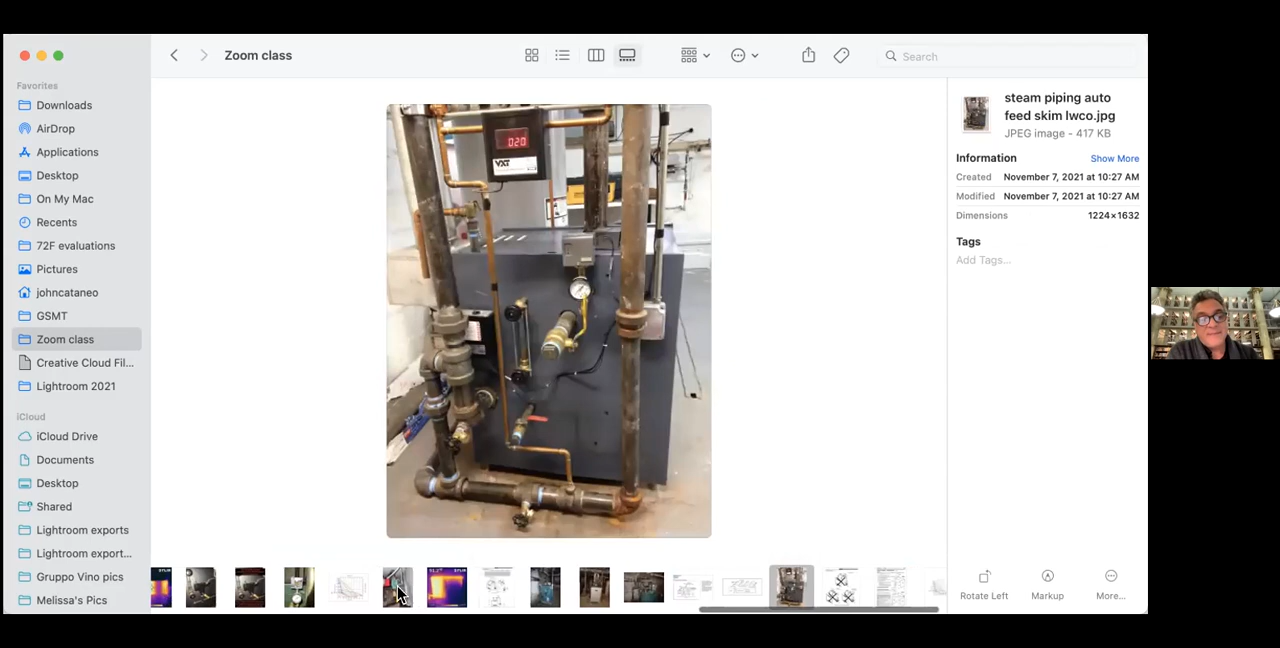 Zoom class
Search
Favorites
Downloads
AirDrop
Applications
Desktop
On My Mac
Recents
72F evaluations
Pictures
johncataneo
GSMT
Zoom class
Creative Cloud Fil...
Lightroom 2021
iCloud
iCloud Drive
Documents
Desktop
Shared
Lightroom exports
Lightroom export...
Gruppo Vino pics
Melissa's Pics
020
VXT
steam piping auto
feed skim lwco.jpg
JPEG image - 417 KB
Information
Show More
Created
November 7, 2021 at 10:27 AM
Modified
November 7, 2021 at 10:27 AM
Dimensions
1224×1632
Tags
Add Tags...
Rotate Left
Markup
More...